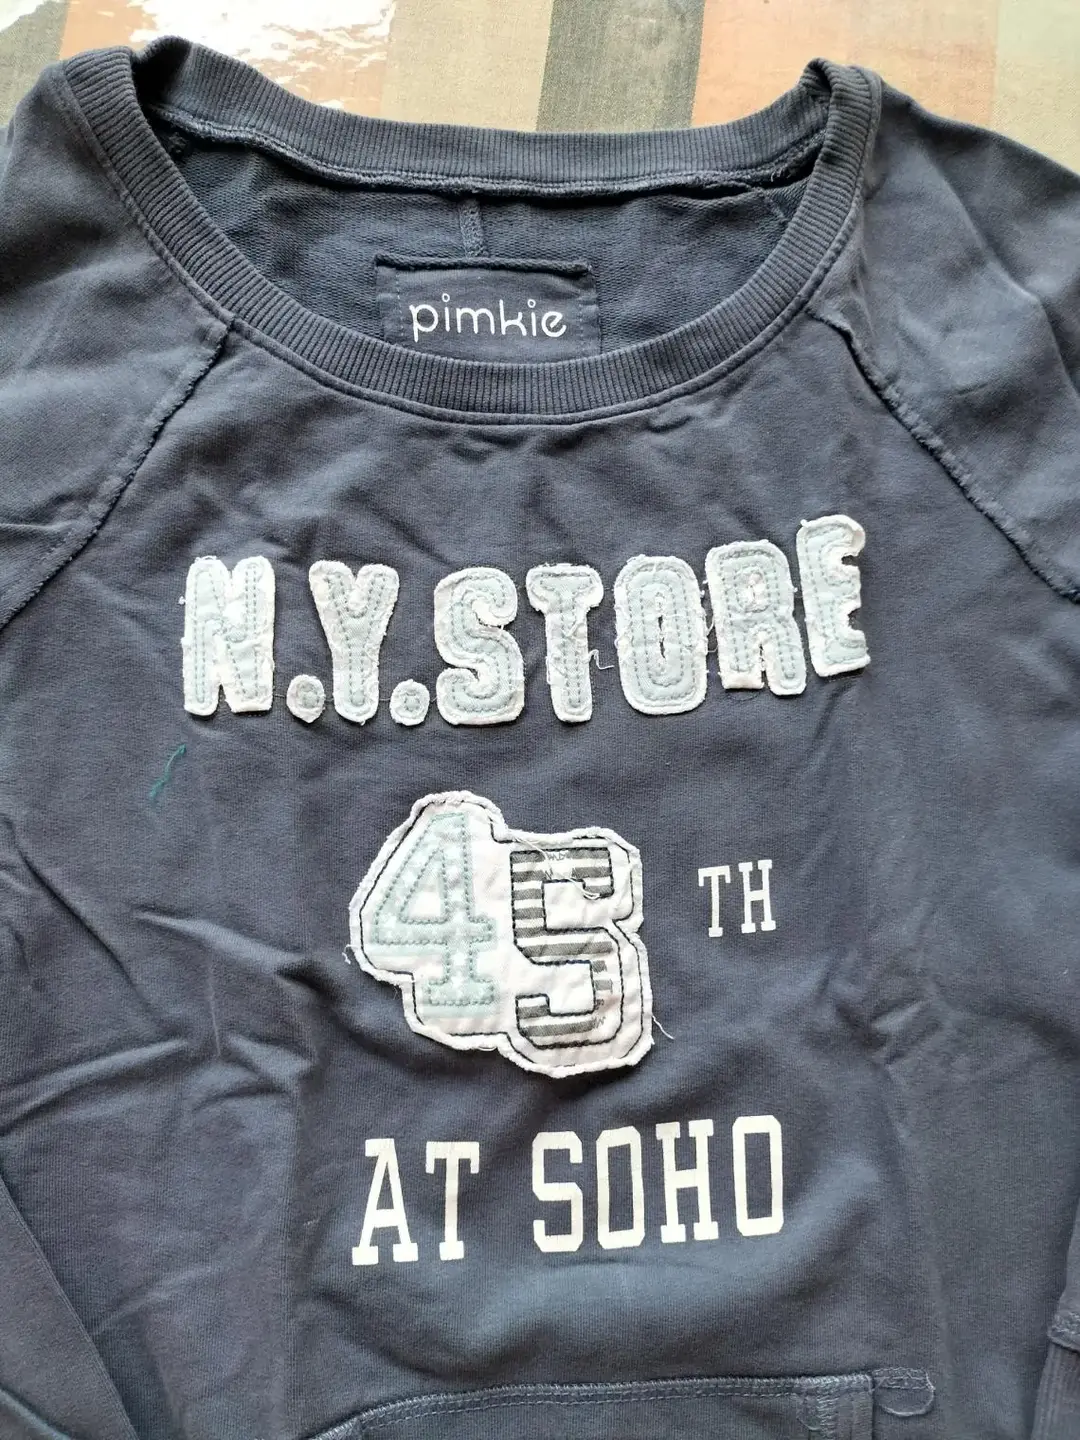 pimkie
N.Y.STORE
45 TH
AT SOHO